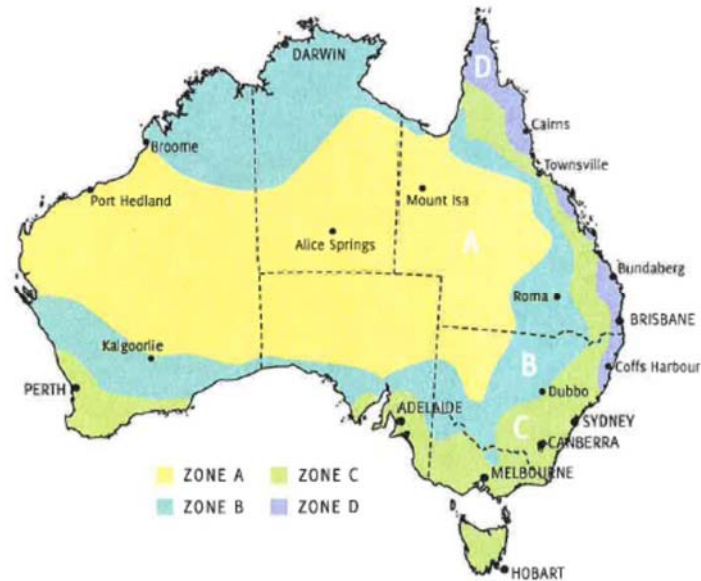 DARWIN
D
Cairns
Broome
Townsville
Port Hedland
Mount Isa
Alice Springs
A
Bundaberg
Roma
BRISBANE
Kalgoorlie
B
Coffs Harbour
PERTH
Dubbo
ADELAIDE
SYDNEY
C
CANBERRA
MELBOURNE
ZONE A
ZONE C
ZONE B
ZONE D
HOBART